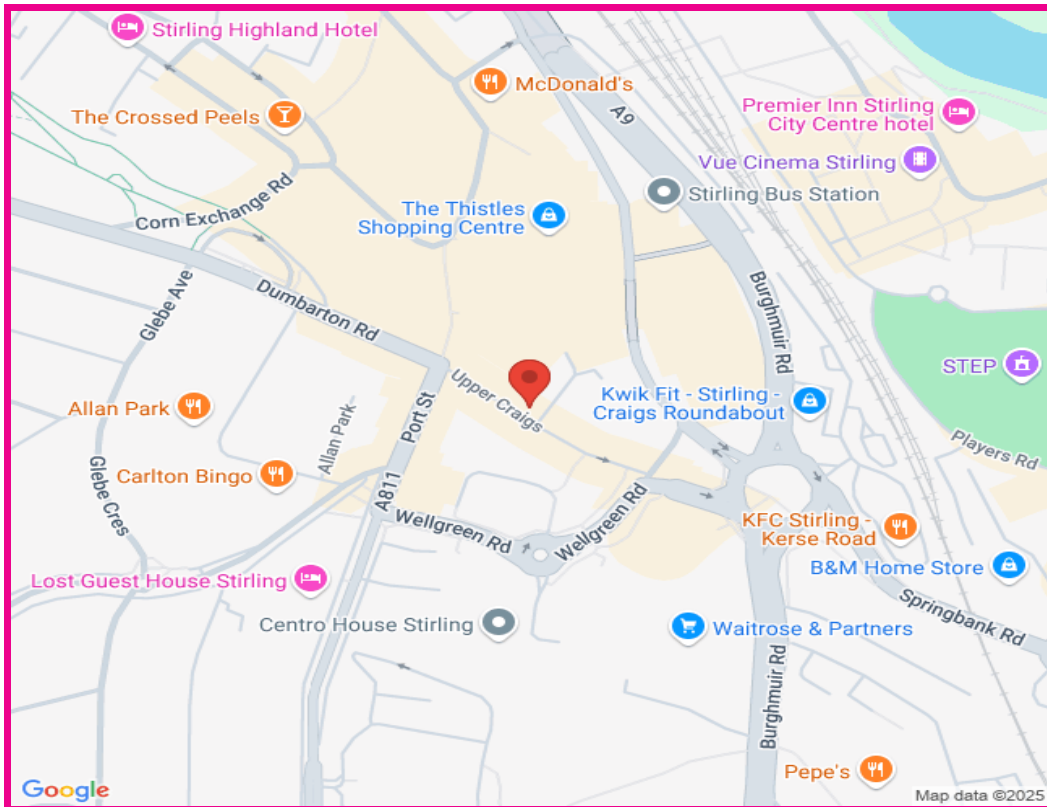 Stirling Highland Hotel
McDonald's
The Crossed Peels
A9
Premier Inn Stirling
City Centre hotel
Vue Cinema Stirling
Stirling Bus Station
Corn Exchange Rd
The Thistles
Shopping Centre
Glebe Ave
Dumbarton Rd
Burghmuir Rd
STEP
Upper Craigs
Kwik Fit - Stirling -
Craigs Roundabout
Allan Park
Port St
Allan Park
Players Rd
Carlton Bingo
Glebe Cres
A811
Wellgreen Rd
Wellgreen Rd
KFC Stirling -
Kerse Road
B&M Home Store
Lost Guest House Stirling
Springbank Rd
Centro House Stirling
Waitrose & Partners
Burghmuir Rd
Pepe's
Google
Map data ©2025